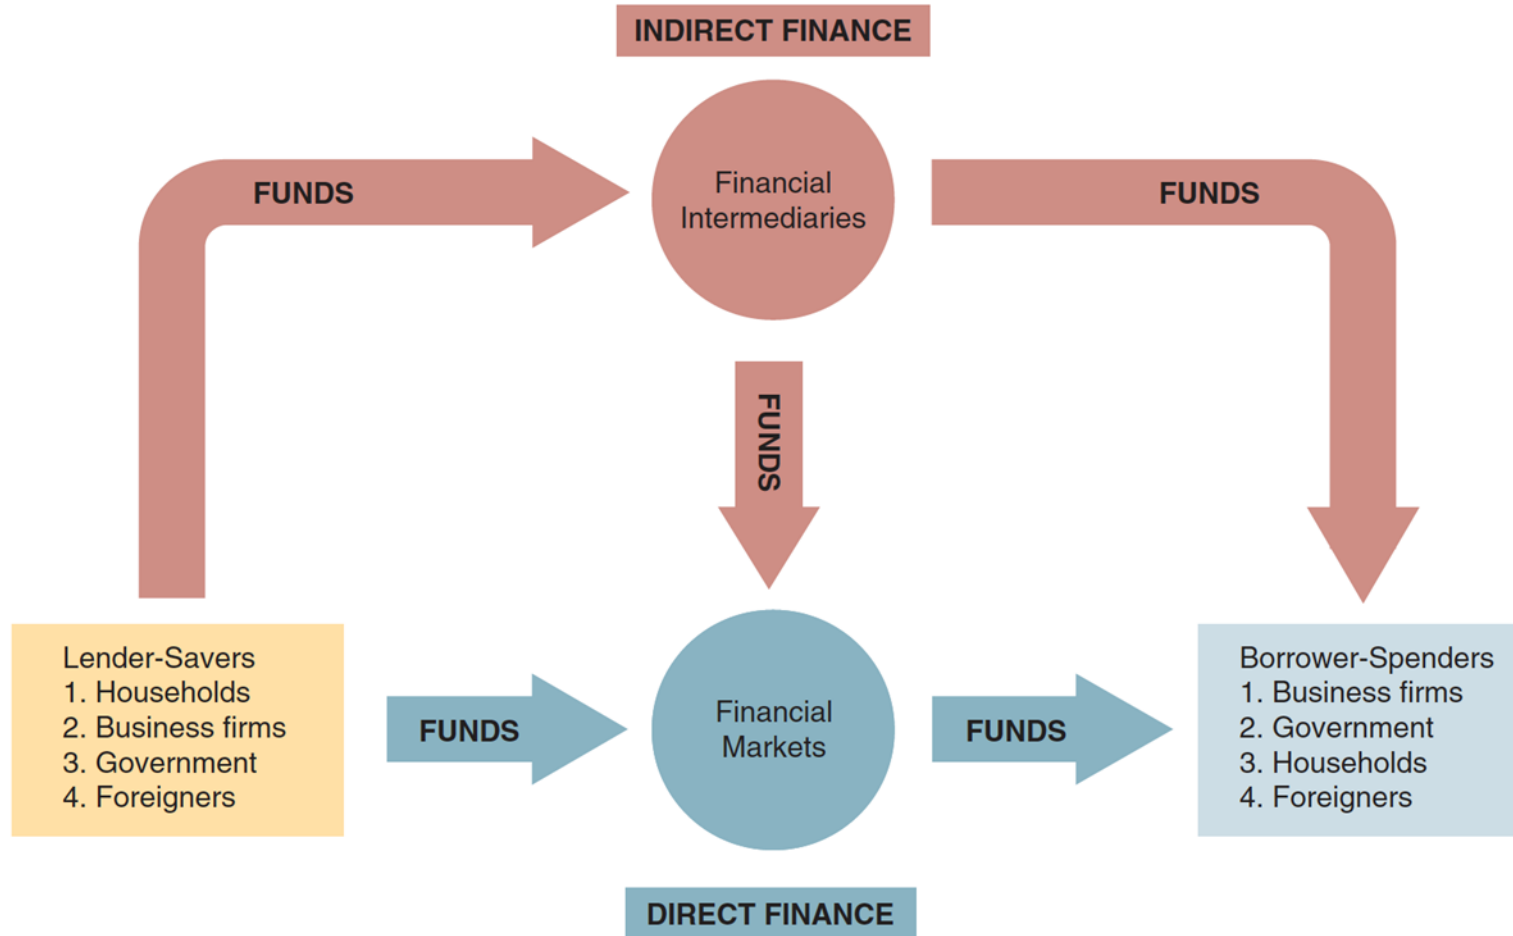 INDIRECT FINANCE
FUNDS
Financial
Intermediaries
FUNDS
FUNDS
Lender-Savers
1. Households
2. Business firms
3. Government
4. Foreigners
FUNDS
Financial
Markets
FUNDS
Borrower-Spenders
1. Business firms
2. Government
3. Households
4. Foreigners
DIRECT FINANCE